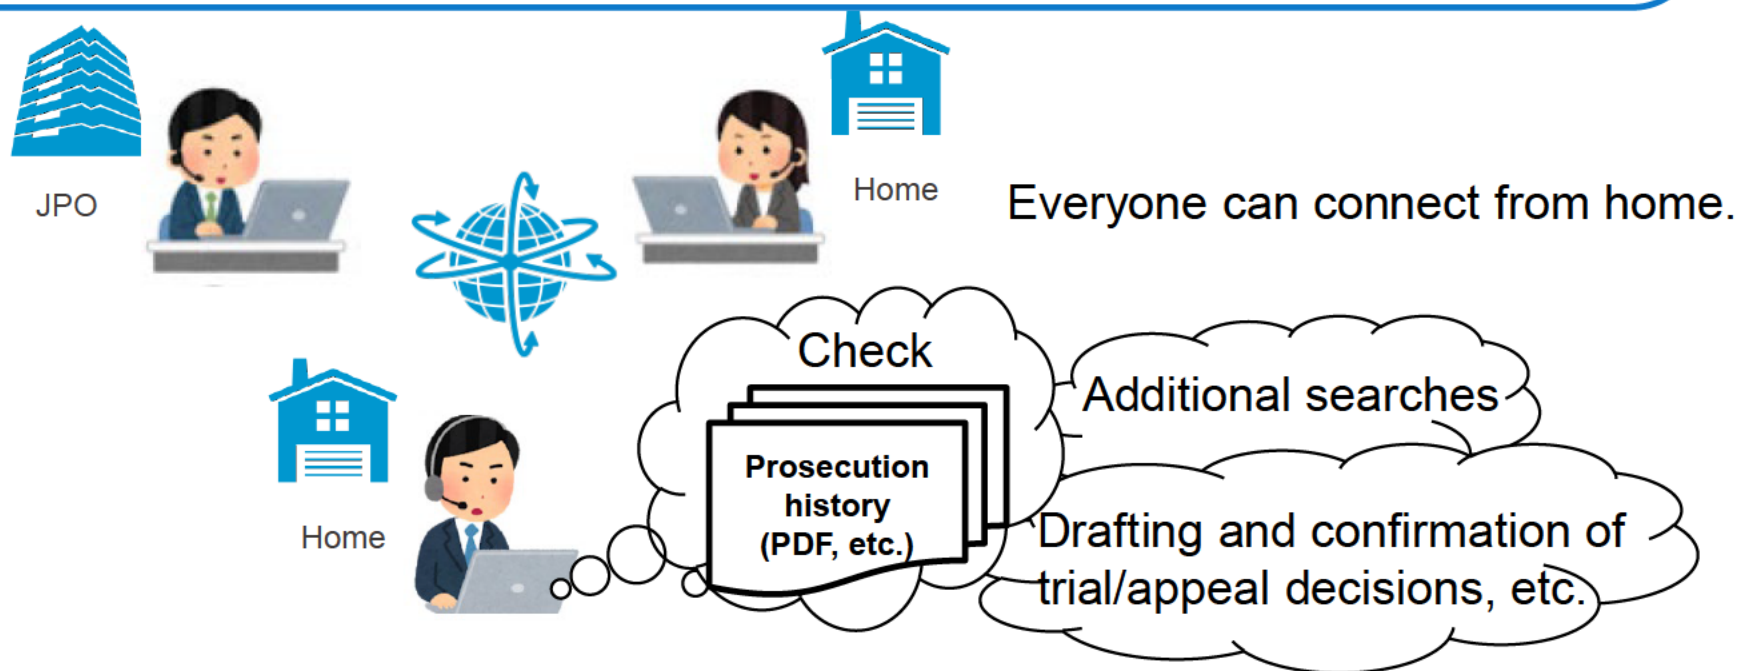 JPO
Home
Everyone can connect from home.
Home
Check
Prosecution
history
(PDF, etc.)
Additional searches
Drafting and confirmation of
trial/appeal decisions, etc.